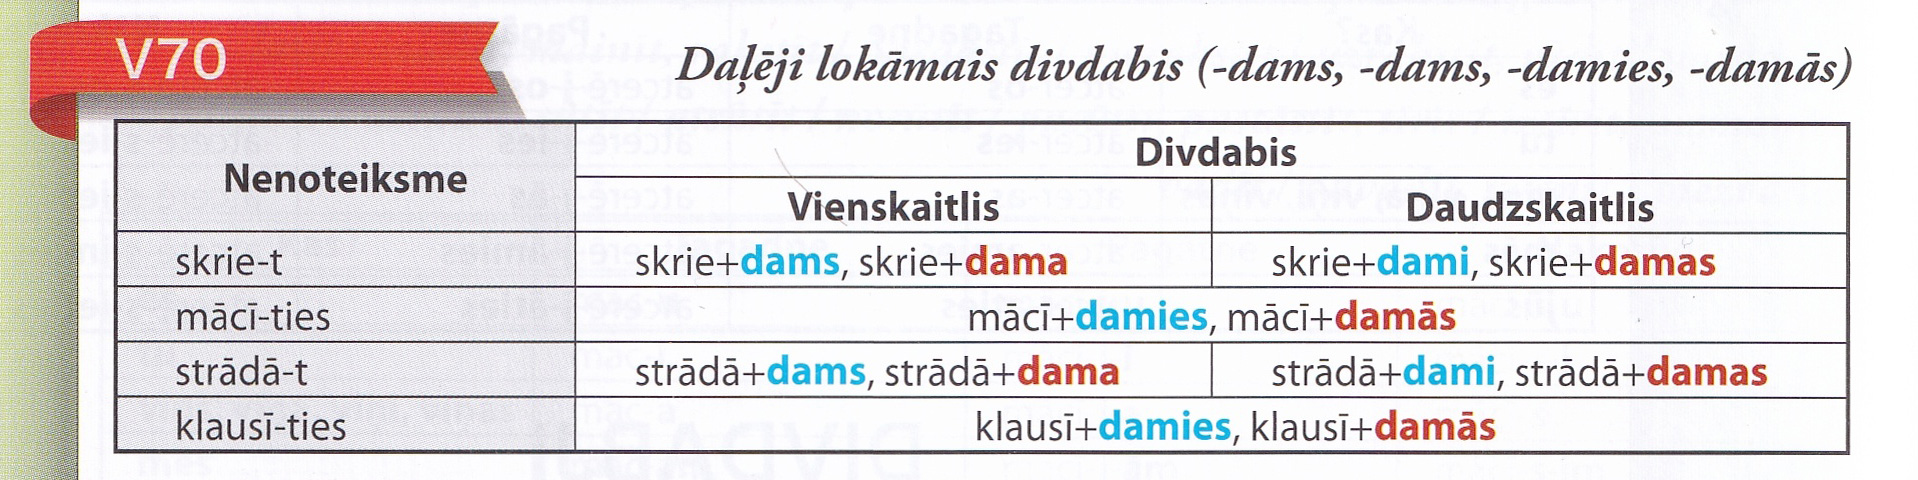 V70
Daļēji lokāmais divdabis (-dams, -dams, -damies, -damās)
Nenoteiksme
Divdabis
Vienskaitlis
Daudzskaitlis
skrie-t
skrie+dams, skrie+dama
skrie+dami, skrie+damas
mācī-ties
mācī+damies, mācī+damās
strādā-t
strādā+dams, strādā+dama
strādā+dami, strādā+damas
klausī-ties
klausī+damies, klausī+damās